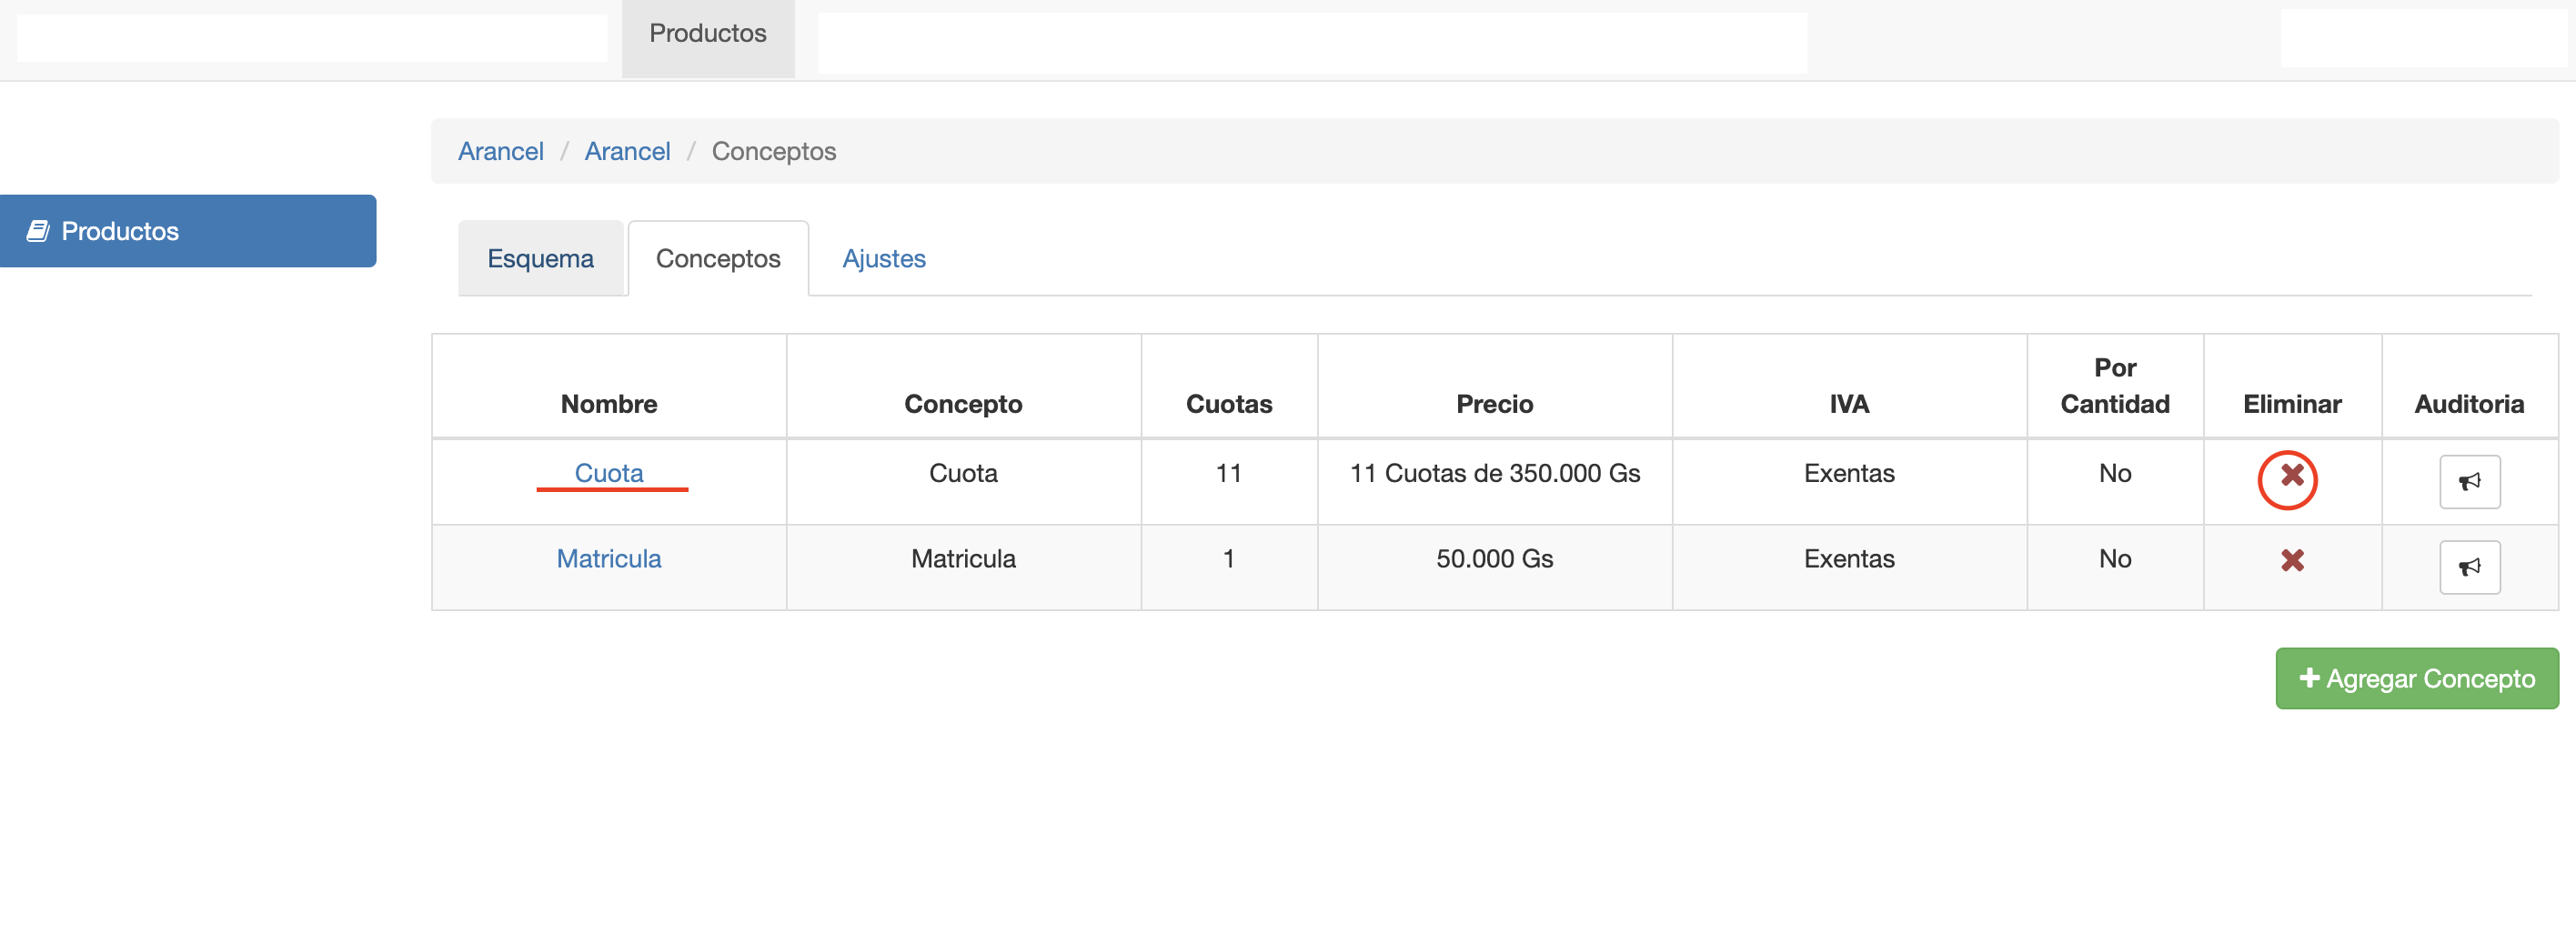 Productos
Arancel / Arancel / Conceptos
Productos
Esquema Conceptos Ajustes
Nombre Concepto Cuotas Precio IVA Por Cantidad Eliminar Auditoria
Cuota Cuota 11 11 Cuotas de 350.000 Gs Exentas No
Matricula Matricula 1 50.000 Gs Exentas No
Agregar Concepto